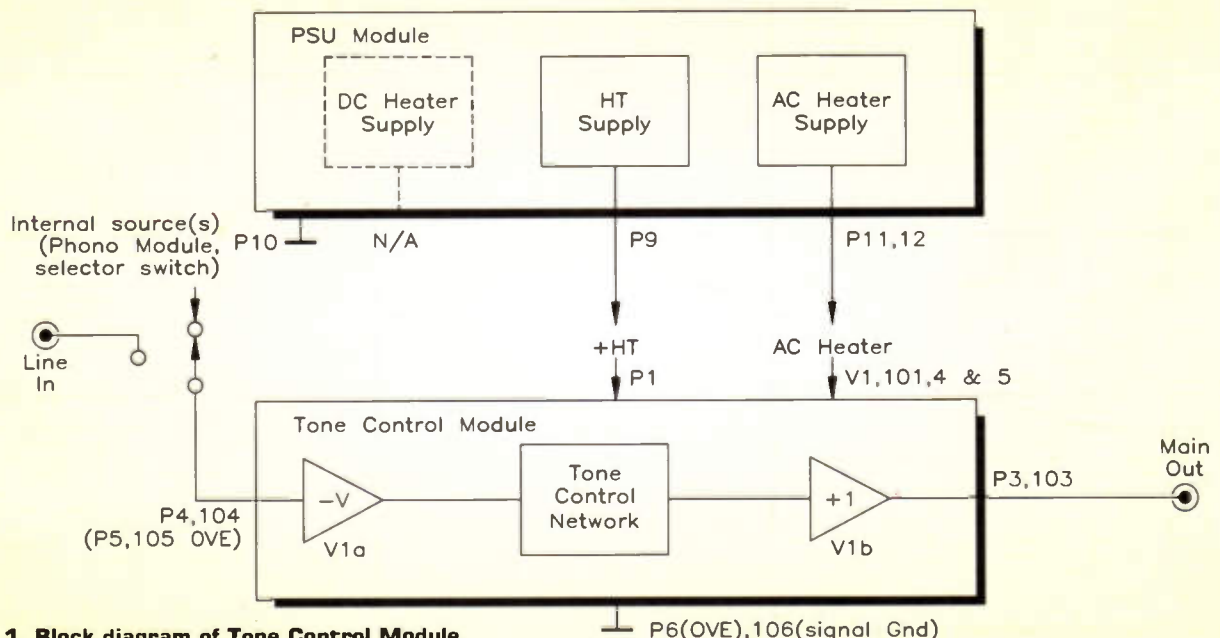 PSU Module
DC Heater
Supply
HT
Supply
AC Heater
Supply
Internal source(s)
(Phono Module,
selector switch)
P10
N/A
P9
P11,12
Line
In
+HT
P1
AC Heater
V1,101,4 & 5
Tone Control Module
-V
V1a
Tone
Control
Network
+1
V1b
P4,104
(P5,105 0VE)
P3,103
Main
Out
P6(0VE),106(signal Gnd)
1. Block diagram of Tone Control Module